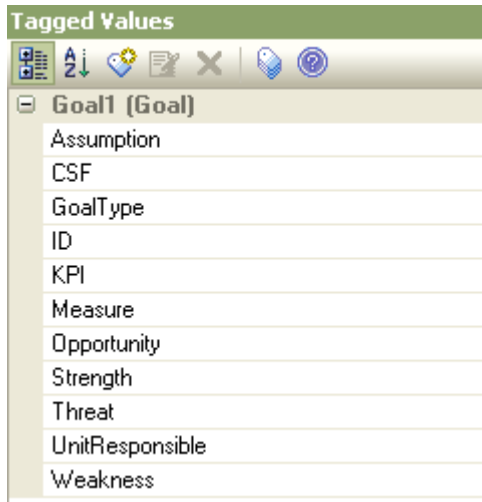 Tagged Values
Goal1 (Goal)
Assumption
CSF
GoalType
ID
KPI
Measure
Opportunity
Strength
Threat
UnitResponsible
Weakness